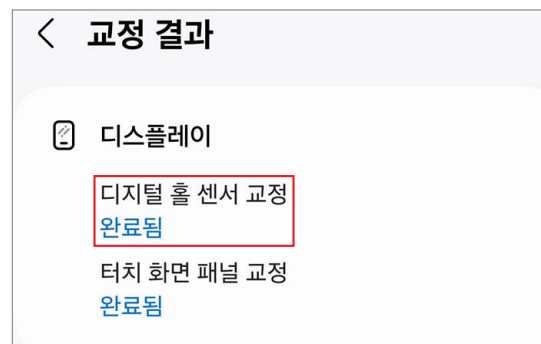 교정 결과
디스플레이
디지털 홀 센서 교정
완료됨
터치 화면 패널 교정
완료됨